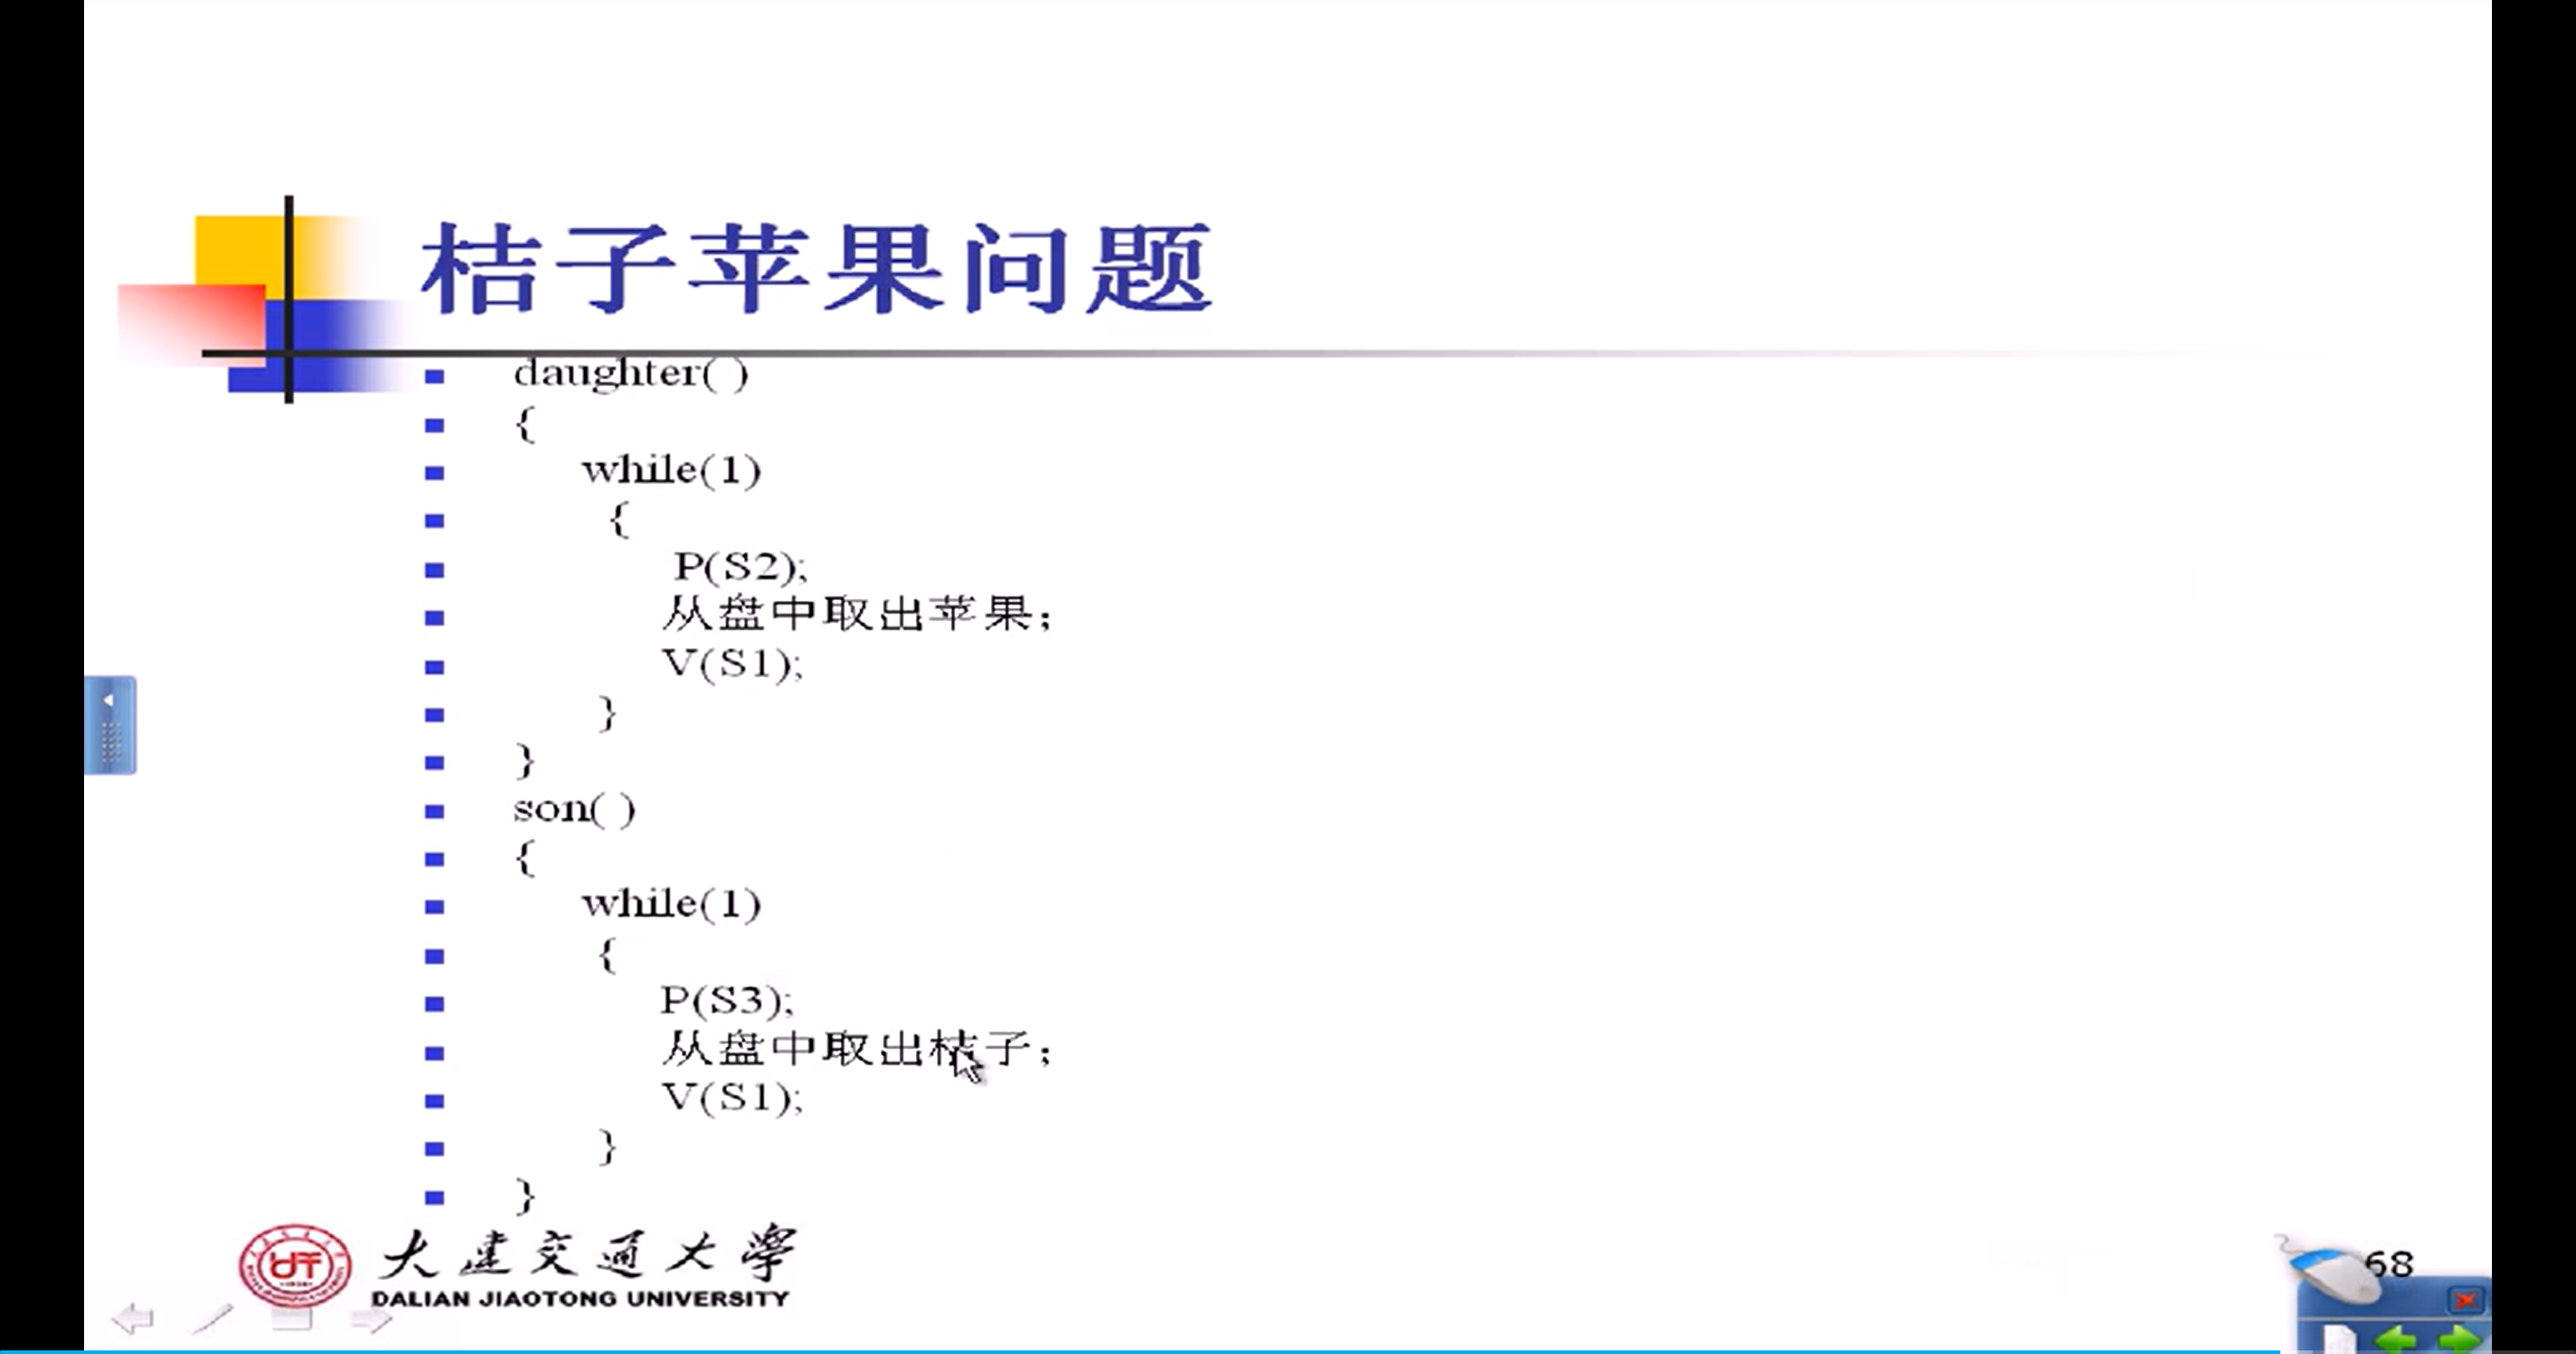 桔子苹果问题
daughter( )
{
while(1)
{
P(S2);
从盘中取出苹果；
V(S1);
}
}
son( )
{
while(1)
{
P(S3);
从盘中取出桔子；
V(S1);
}
}
大连交通大学
DALIAN JIAOTONG UNIVERSITY
68